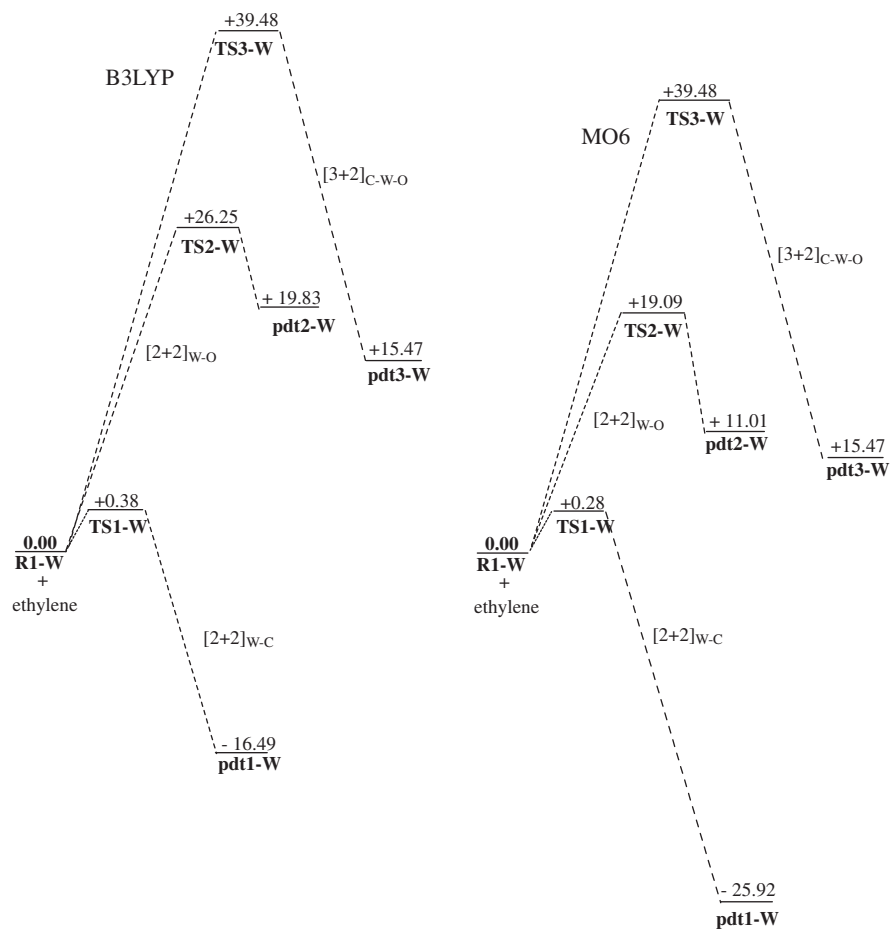 B3LYP
+39.48
TS3-W
[3+2]C-W-O
+26.25
TS2-W
+ 19.83
pdt2-W
+15.47
pdt3-W
[2+2]W-O
+0.38
TS1-W
0.00
R1-W
+
ethylene
[2+2]W-C
- 16.49
pdt1-W
MO6
+39.48
TS3-W
[3+2]C-W-O
+19.09
TS2-W
[2+2]W-O
+ 11.01
pdt2-W
+15.47
pdt3-W
+0.28
TS1-W
0.00
R1-W
+
ethylene
[2+2]W-C
- 25.92
pdt1-W